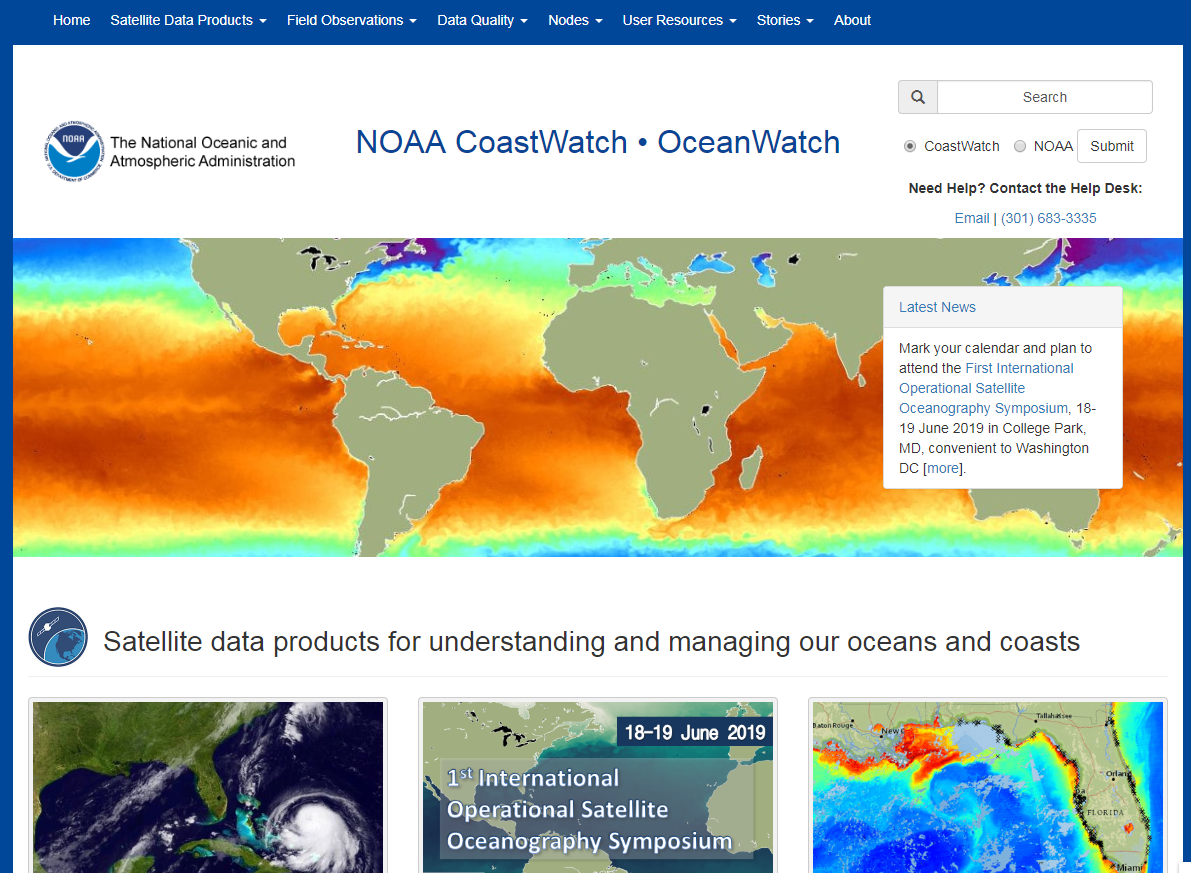 Home Satellite Data Products Field Observations Data Quality Nodes User Resources Stories About
Search
NOAA
The National Oceanic and
Atmospheric Administration
NOAA CoastWatch • OceanWatch
CoastWatch NOAA Submit
Need Help? Contact the Help Desk:
Email | (301) 683-3335
Latest News
Mark your calendar and plan to
attend the First International
Operational Satellite
Oceanography Symposium, 18-
19 June 2019 in College Park,
MD, convenient to Washington
DC [more].
Satellite data products for understanding and managing our oceans and coasts
18–19 June 2019
1st International
Operational Satellite
Oceanography Symposium
Tallahassee
Baton Rouge
New
Orlan
FLORIDA
Miami